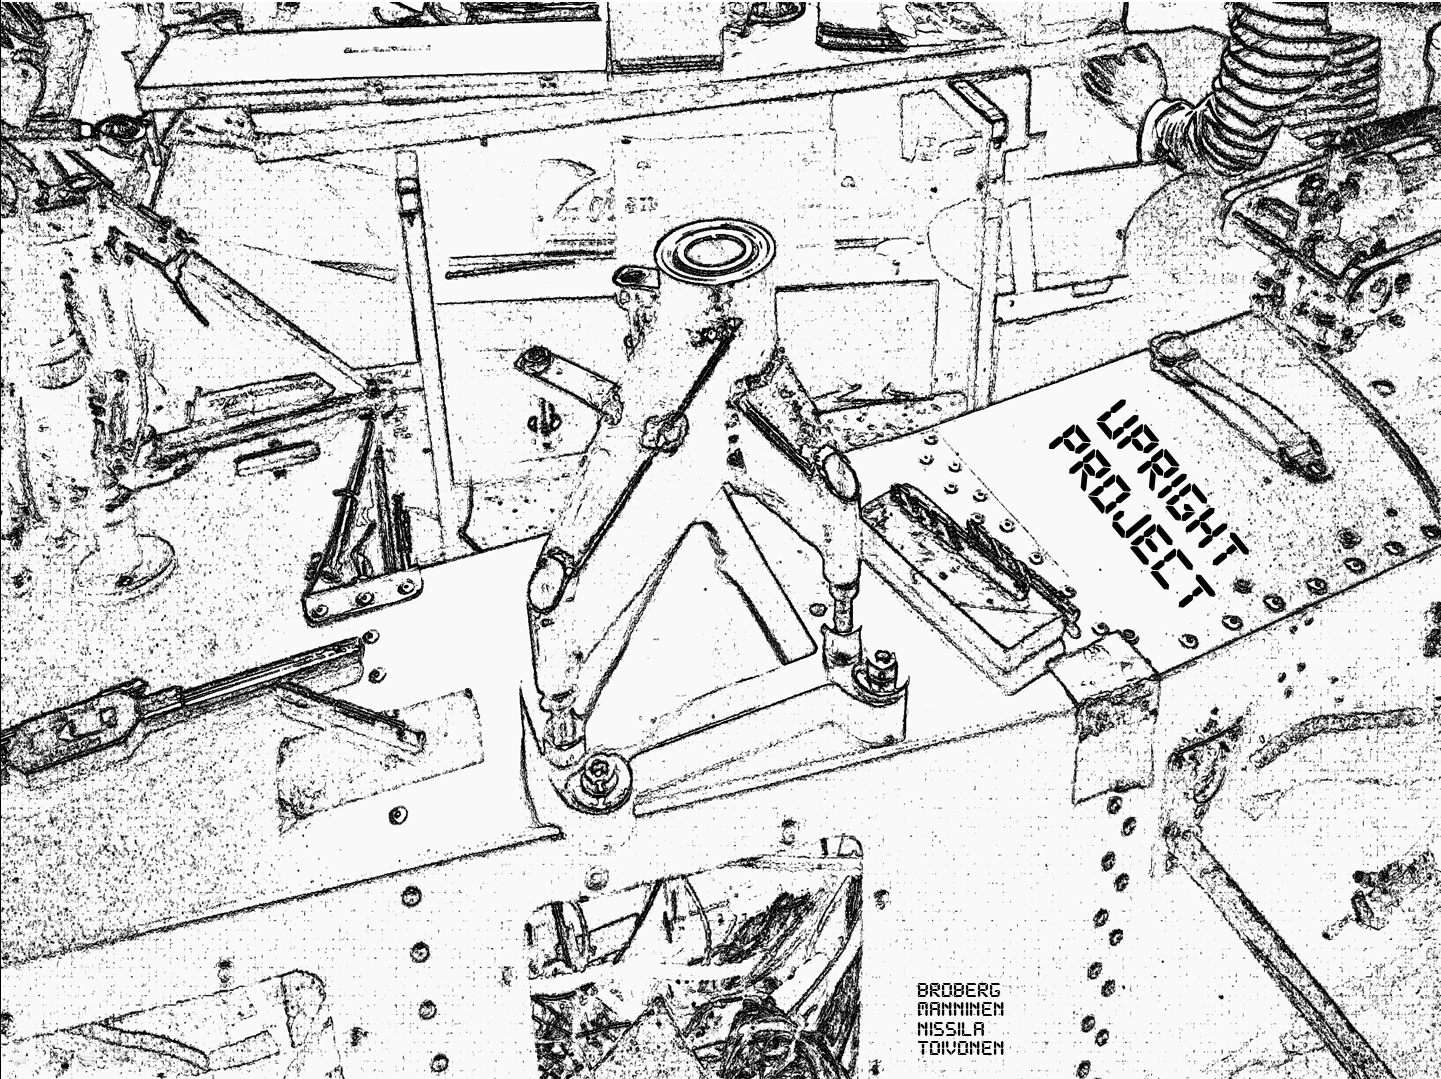 UPRIGHT
PROJECT
BROBERG
MANNINEN
NISSILA
TOIVONEN